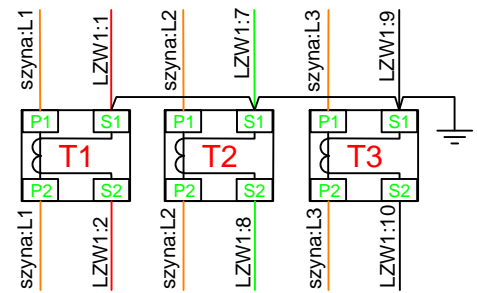 szyna:L1
LZW1:1
szyna:L2
LZW1:7
szyna:L3
LZW1:9
P1
S1
P1
S1
P1
S1
T1
T2
T3
P2
S2
P2
S2
P2
S2
szyna:L1
LZW1:2
szyna:L2
LZW1:8
szyna:L3
LZW1:10